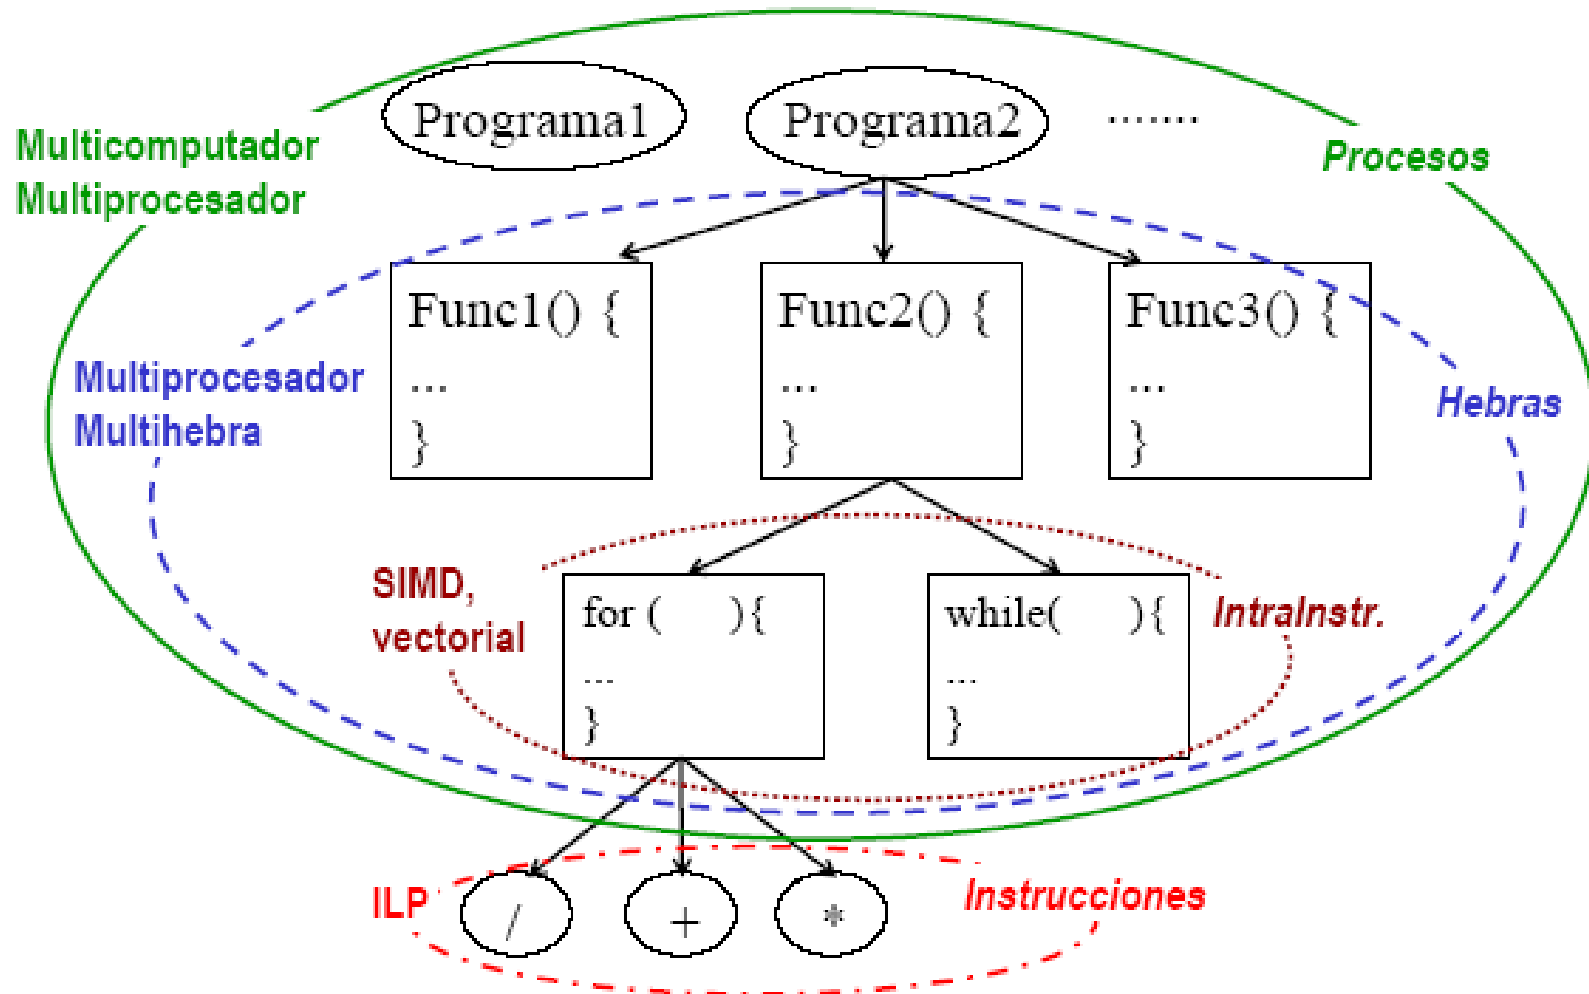 Programa1
Programa2
.......
Multicomputador
Multiprocesador
Procesos
Func1() {
...
}
Func2() {
...
}
Func3() {
...
}
Multiprocesador
Multihebra
Hebras
SIMD,
vectorial
for ( ){
...
}
while( ){
...
}
IntraInstr.
ILP
/
+
*
Instrucciones